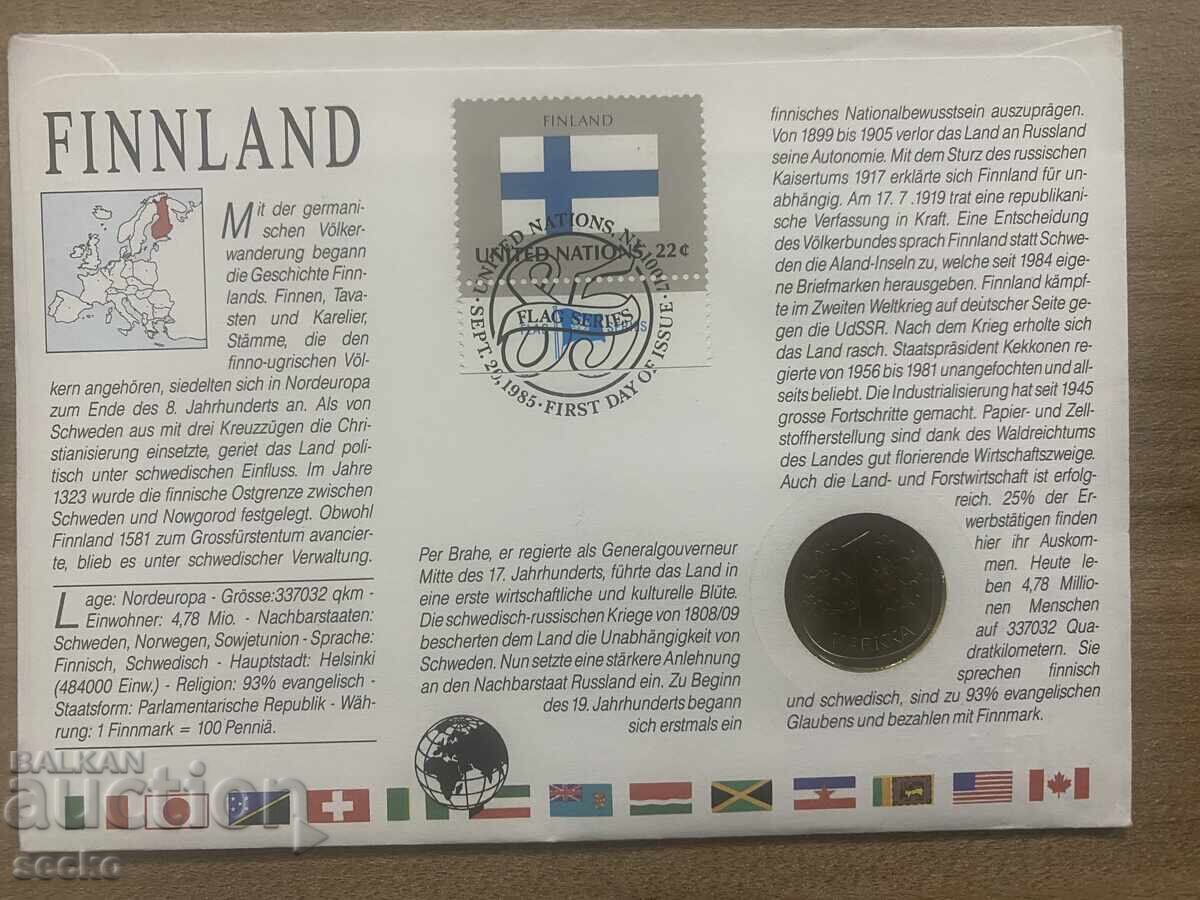 FINNLAND
Mit der germani-
schen Völker-
wanderung begann
die Geschichte Finn-
lands. Finnen, Tava-
sten und Karelier,
Stämme, die den
finno-ugrischen Völ-
kern angehören, siedelten sich in Nordeuropa
zum Ende des 8. Jahrhunderts an. Als von
Schweden aus mit drei Kreuzzügen die Chri-
stianisierung einsetzte, geriet das Land poli-
tisch unter schwedischen Einfluss. Im Jahre
1323 wurde die finnische Ostgrenze zwischen
Schweden und Nowgorod festgelegt. Obwohl
Finnland 1581 zum Grossfürstentum avancier-
te, blieb es unter schwedischer Verwaltung.
Lage: Nordeuropa - Grösse:337032 qkm -
Einwohner: 4,78 Mio. - Nachbarstaaten:
Schweden, Norwegen, Sowjetunion - Sprache:
Finnisch, Schwedisch - Hauptstadt: Helsinki
(484000 Einw.) - Religion: 93% evangelisch -
Staatsform: Parlamentarische Republik - Wäh-
rung: 1 Finnmark = 100 Penniä.
FINLAND
UNITED NATIONS 22¢
UNITED NATIONS, NY 10017
FLAG SERIES
FLAG SERIES
85
SEPT. 20, 1985 · FIRST DAY OF ISSUE ·
Per Brahe, er regierte als Generalgouverneur
Mitte des 17. Jahrhunderts, führte das Land in
eine erste wirtschaftliche und kulturelle Blüte.
Die schwedisch-russischen Kriege von 1808/09
bescherten dem Land die Unabhängigkeit von
Schweden. Nun setzte eine stärkere Anlehnung
an den Nachbarstaat Russland ein. Zu Beginn
des 19. Jahrhunderts begann
sich erstmals ein
finnisches Nationalbewusstsein auszuprägen.
Von 1899 bis 1905 verlor das Land an Russland
seine Autonomie. Mit dem Sturz des russischen
Kaisertums 1917 erklärte sich Finnland für un-
abhängig. Am 17. 7 .1919 trat eine republikani-
sche Verfassung in Kraft. Eine Entscheidung
des Völkerbundes sprach Finnland statt Schwe-
den die Aland-Inseln zu, welche seit 1984 eige-
ne Briefmarken herausgeben. Finnland kämpf-
te im Zweiten Weltkrieg auf deutscher Seite ge-
gen die UdSSR. Nach dem Krieg erholte sich
das Land rasch. Staatspräsident Kekkonen re-
gierte von 1956 bis 1981 unangefochten und all-
seits beliebt. Die Industrialisierung hat seit 1945
grosse Fortschritte gemacht. Papier- und Zell-
stoffherstellung sind dank des Waldreichtums
des Landes gut florierende Wirtschaftszweige.
Auch die Land- und Forstwirtschaft ist erfolg-
reich. 25% der Er-
werbstätigen finden
hier ihr Auskom-
men. Heute le-
ben 4,78 Millio-
nen Menschen
auf 337032 Qua-
dratkilometern. Sie
sprechen finnisch
und schwedisch, sind zu 93% evangelischen
Glaubens und bezahlen mit Finnmark.
1
MARKKA
BALKAN
auction
secko